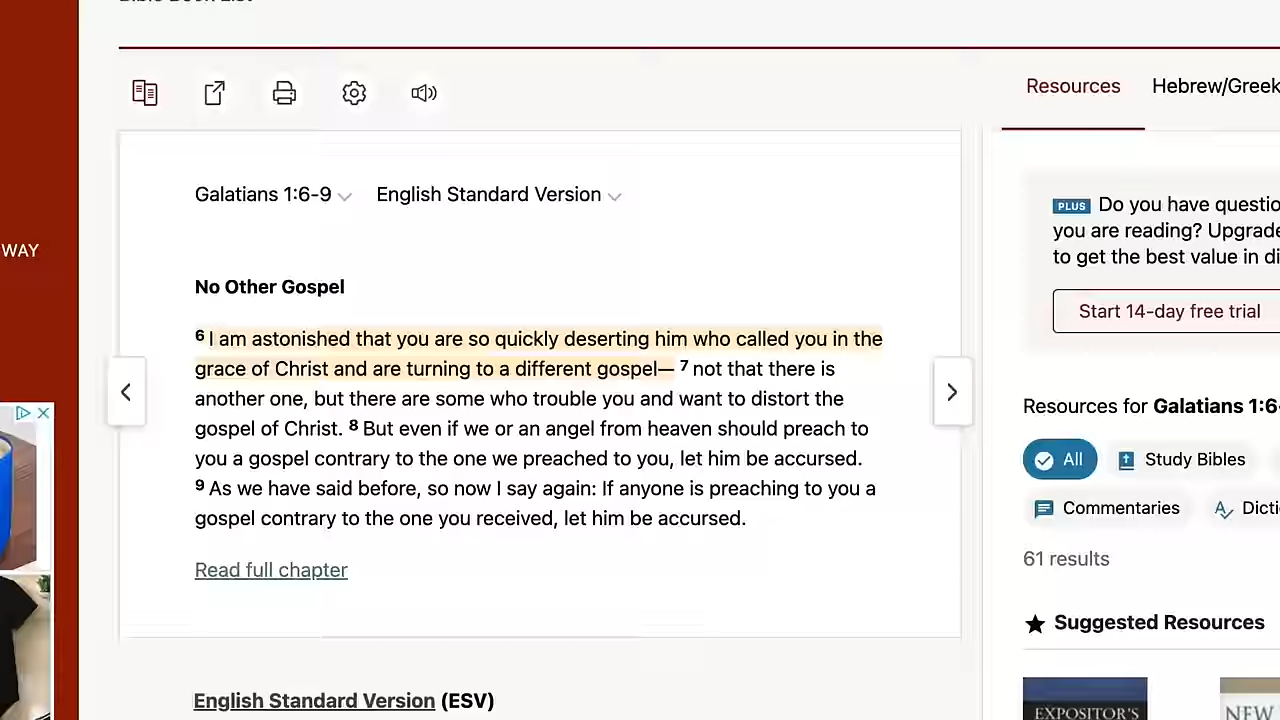 Resources Hebrew/Greek
Galatians 1:6-9 English Standard Version
No Other Gospel
6 I am astonished that you are so quickly deserting him who called you in the
grace of Christ and are turning to a different gospel— 7 not that there is
another one, but there are some who trouble you and want to distort the
gospel of Christ. 8 But even if we or an angel from heaven should preach to
you a gospel contrary to the one we preached to you, let him be accursed.
9 As we have said before, so now I say again: If anyone is preaching to you a
gospel contrary to the one you received, let him be accursed.
Read full chapter
English Standard Version (ESV)
WAY
PLUS Do you have questio
you are reading? Upgrade
to get the best value in di
Start 14-day free trial
Resources for Galatians 1:6-
All Study Bibles
Commentaries Dicti
61 results
Suggested Resources
EXPOSITOR'S
NEW